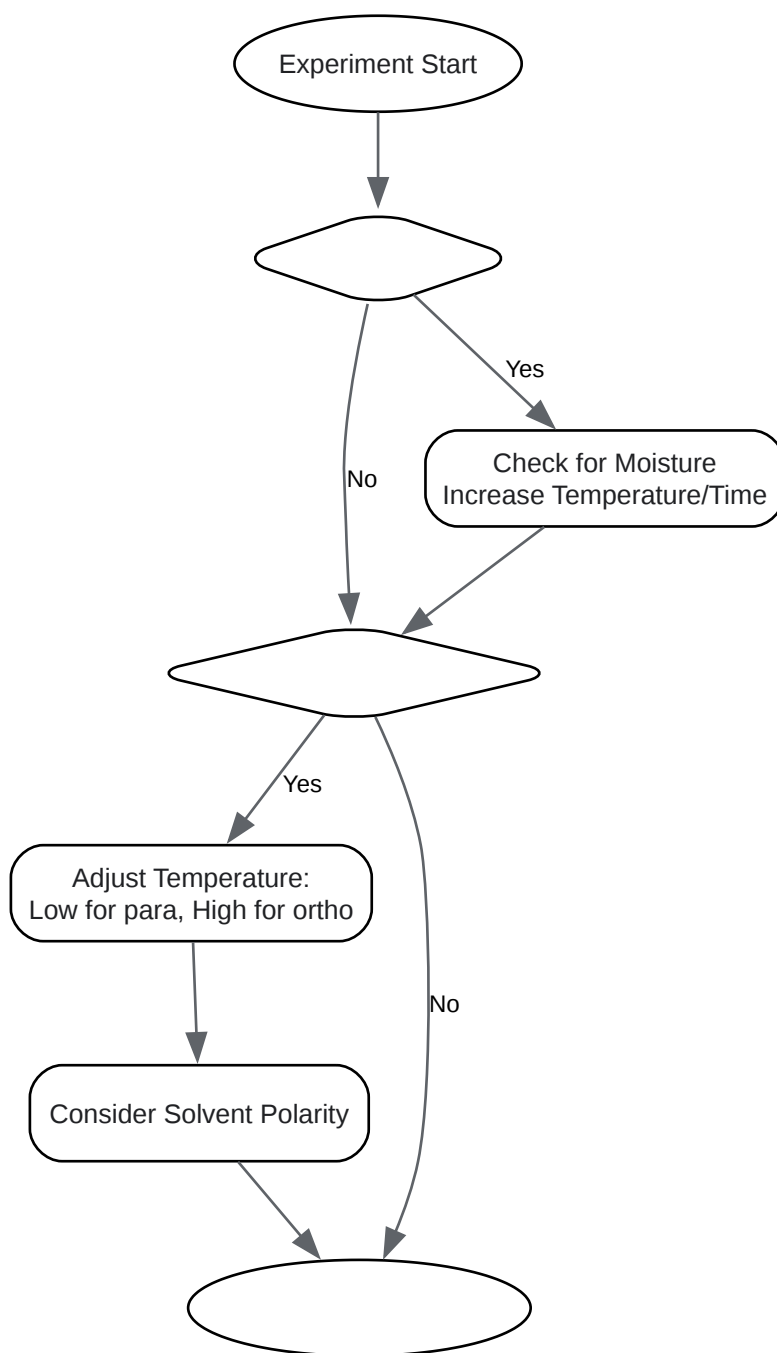 Experiment Start
Yes
Check for Moisture
Increase Temperature/Time
No
Yes
Adjust Temperature:
Low for para, High for ortho
No
Consider Solvent Polarity